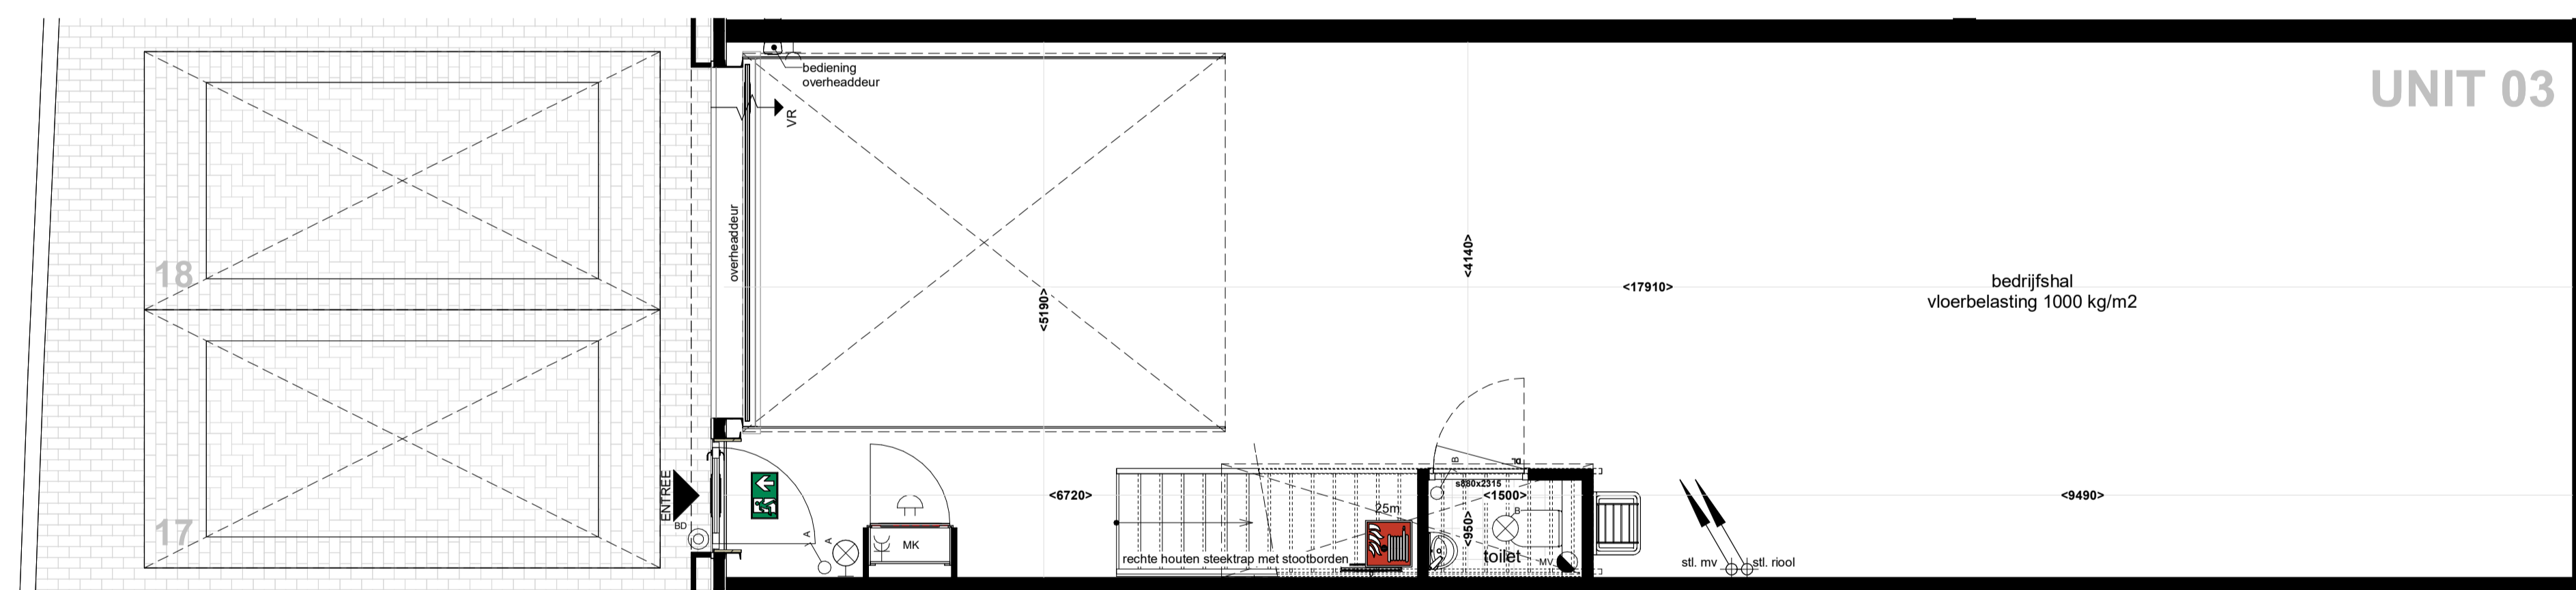 UNIT 03
bediening
overheaddeur
VR
overheaddeur
18
<4140>
<17910>
bedrijfshal
vloerbelasting 1000 kg/m2
<5190>
17
ENTREE
BD
A
A
MK
<6720>
rechte houten steektrap met stootborden
25m
B
s880x2315
<1500>
<950>
B
toilet
MV
stl. mv
stl. riool
<9490>